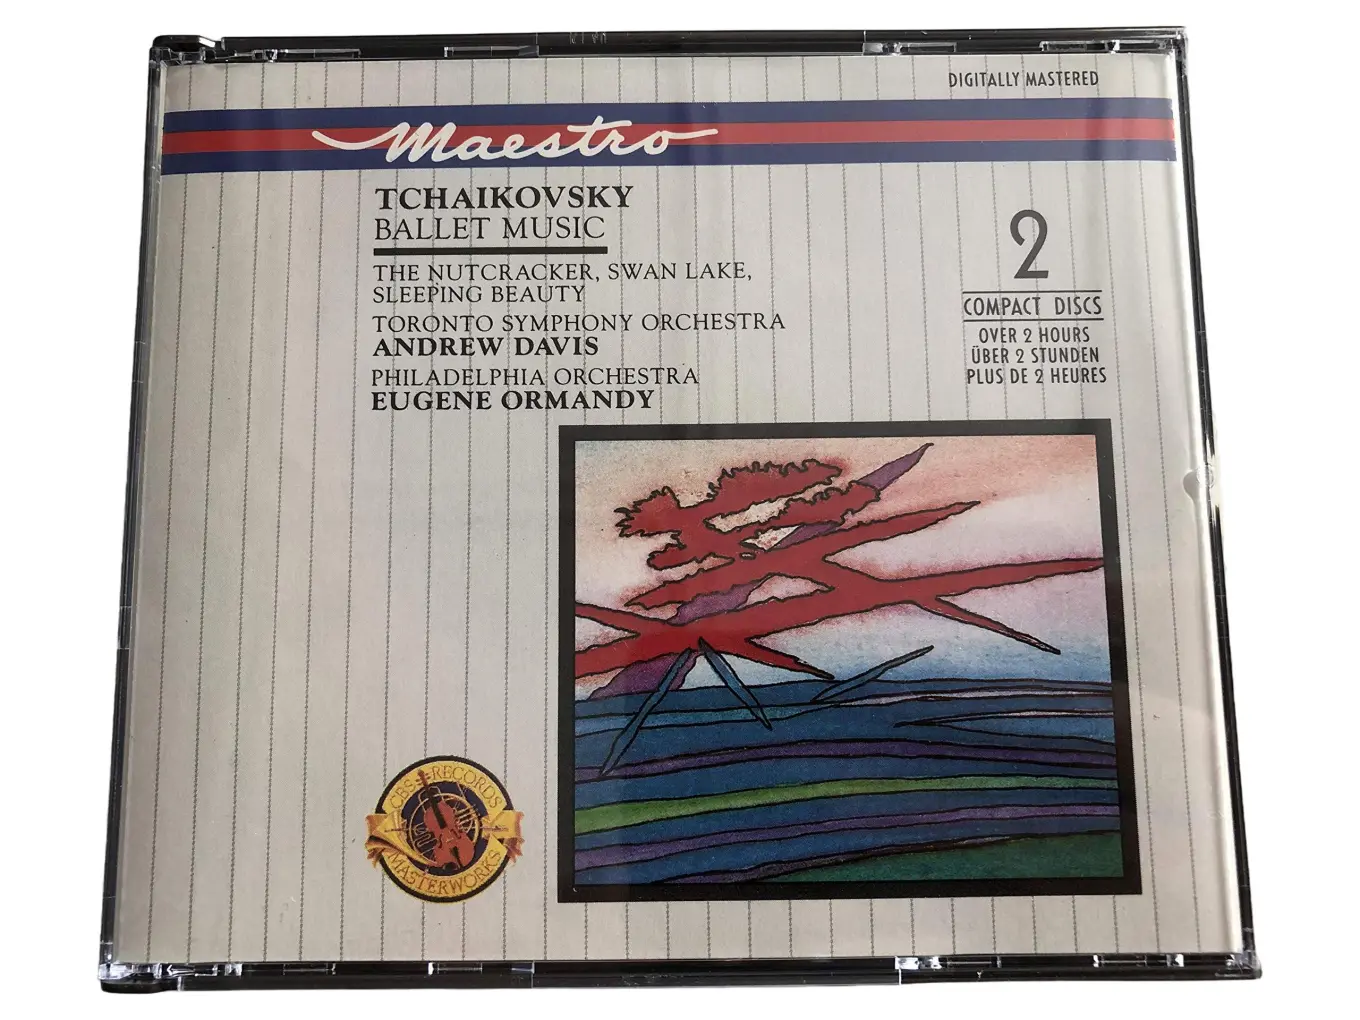 DIGITALLY MASTERED
Maestro
TCHAIKOVSKY
BALLET MUSIC
THE NUTCRACKER, SWAN LAKE,
SLEEPING BEAUTY
TORONTO SYMPHONY ORCHESTRA
ANDREW DAVIS
PHILADELPHIA ORCHESTRA
EUGENE ORMANDY
2
COMPACT DISCS
OVER 2 HOURS
ÜBER 2 STUNDEN
PLUS DE 2 HEURES
CBS RECORDS
MASTERWORKS